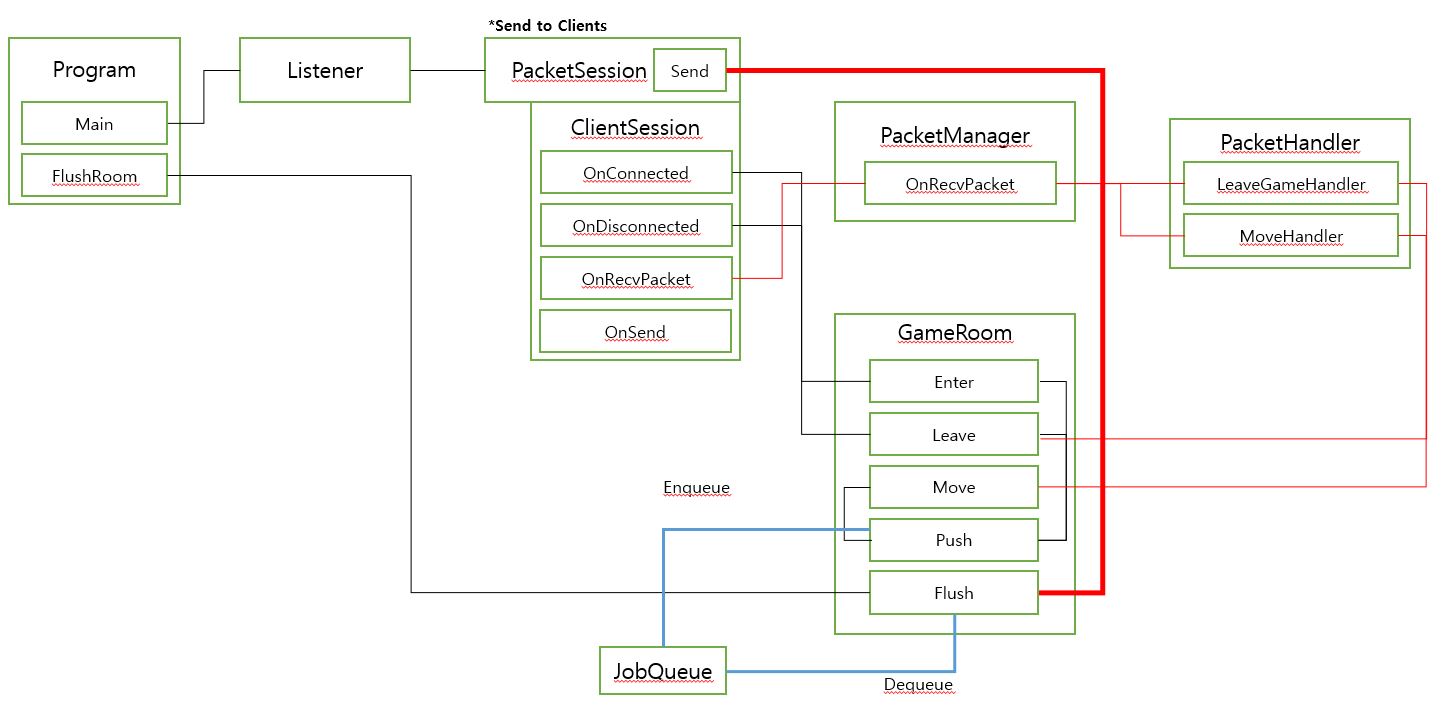 *Send to Clients
Program
Main
FlushRoom
Listener
PacketSession
Send
ClientSession
OnConnected
OnDisconnected
OnRecvPacket
OnSend
PacketManager
OnRecvPacket
PacketHandler
LeaveGameHandler
MoveHandler
GameRoom
Enter
Leave
Move
Push
Flush
Enqueue
JobQueue
Dequeue